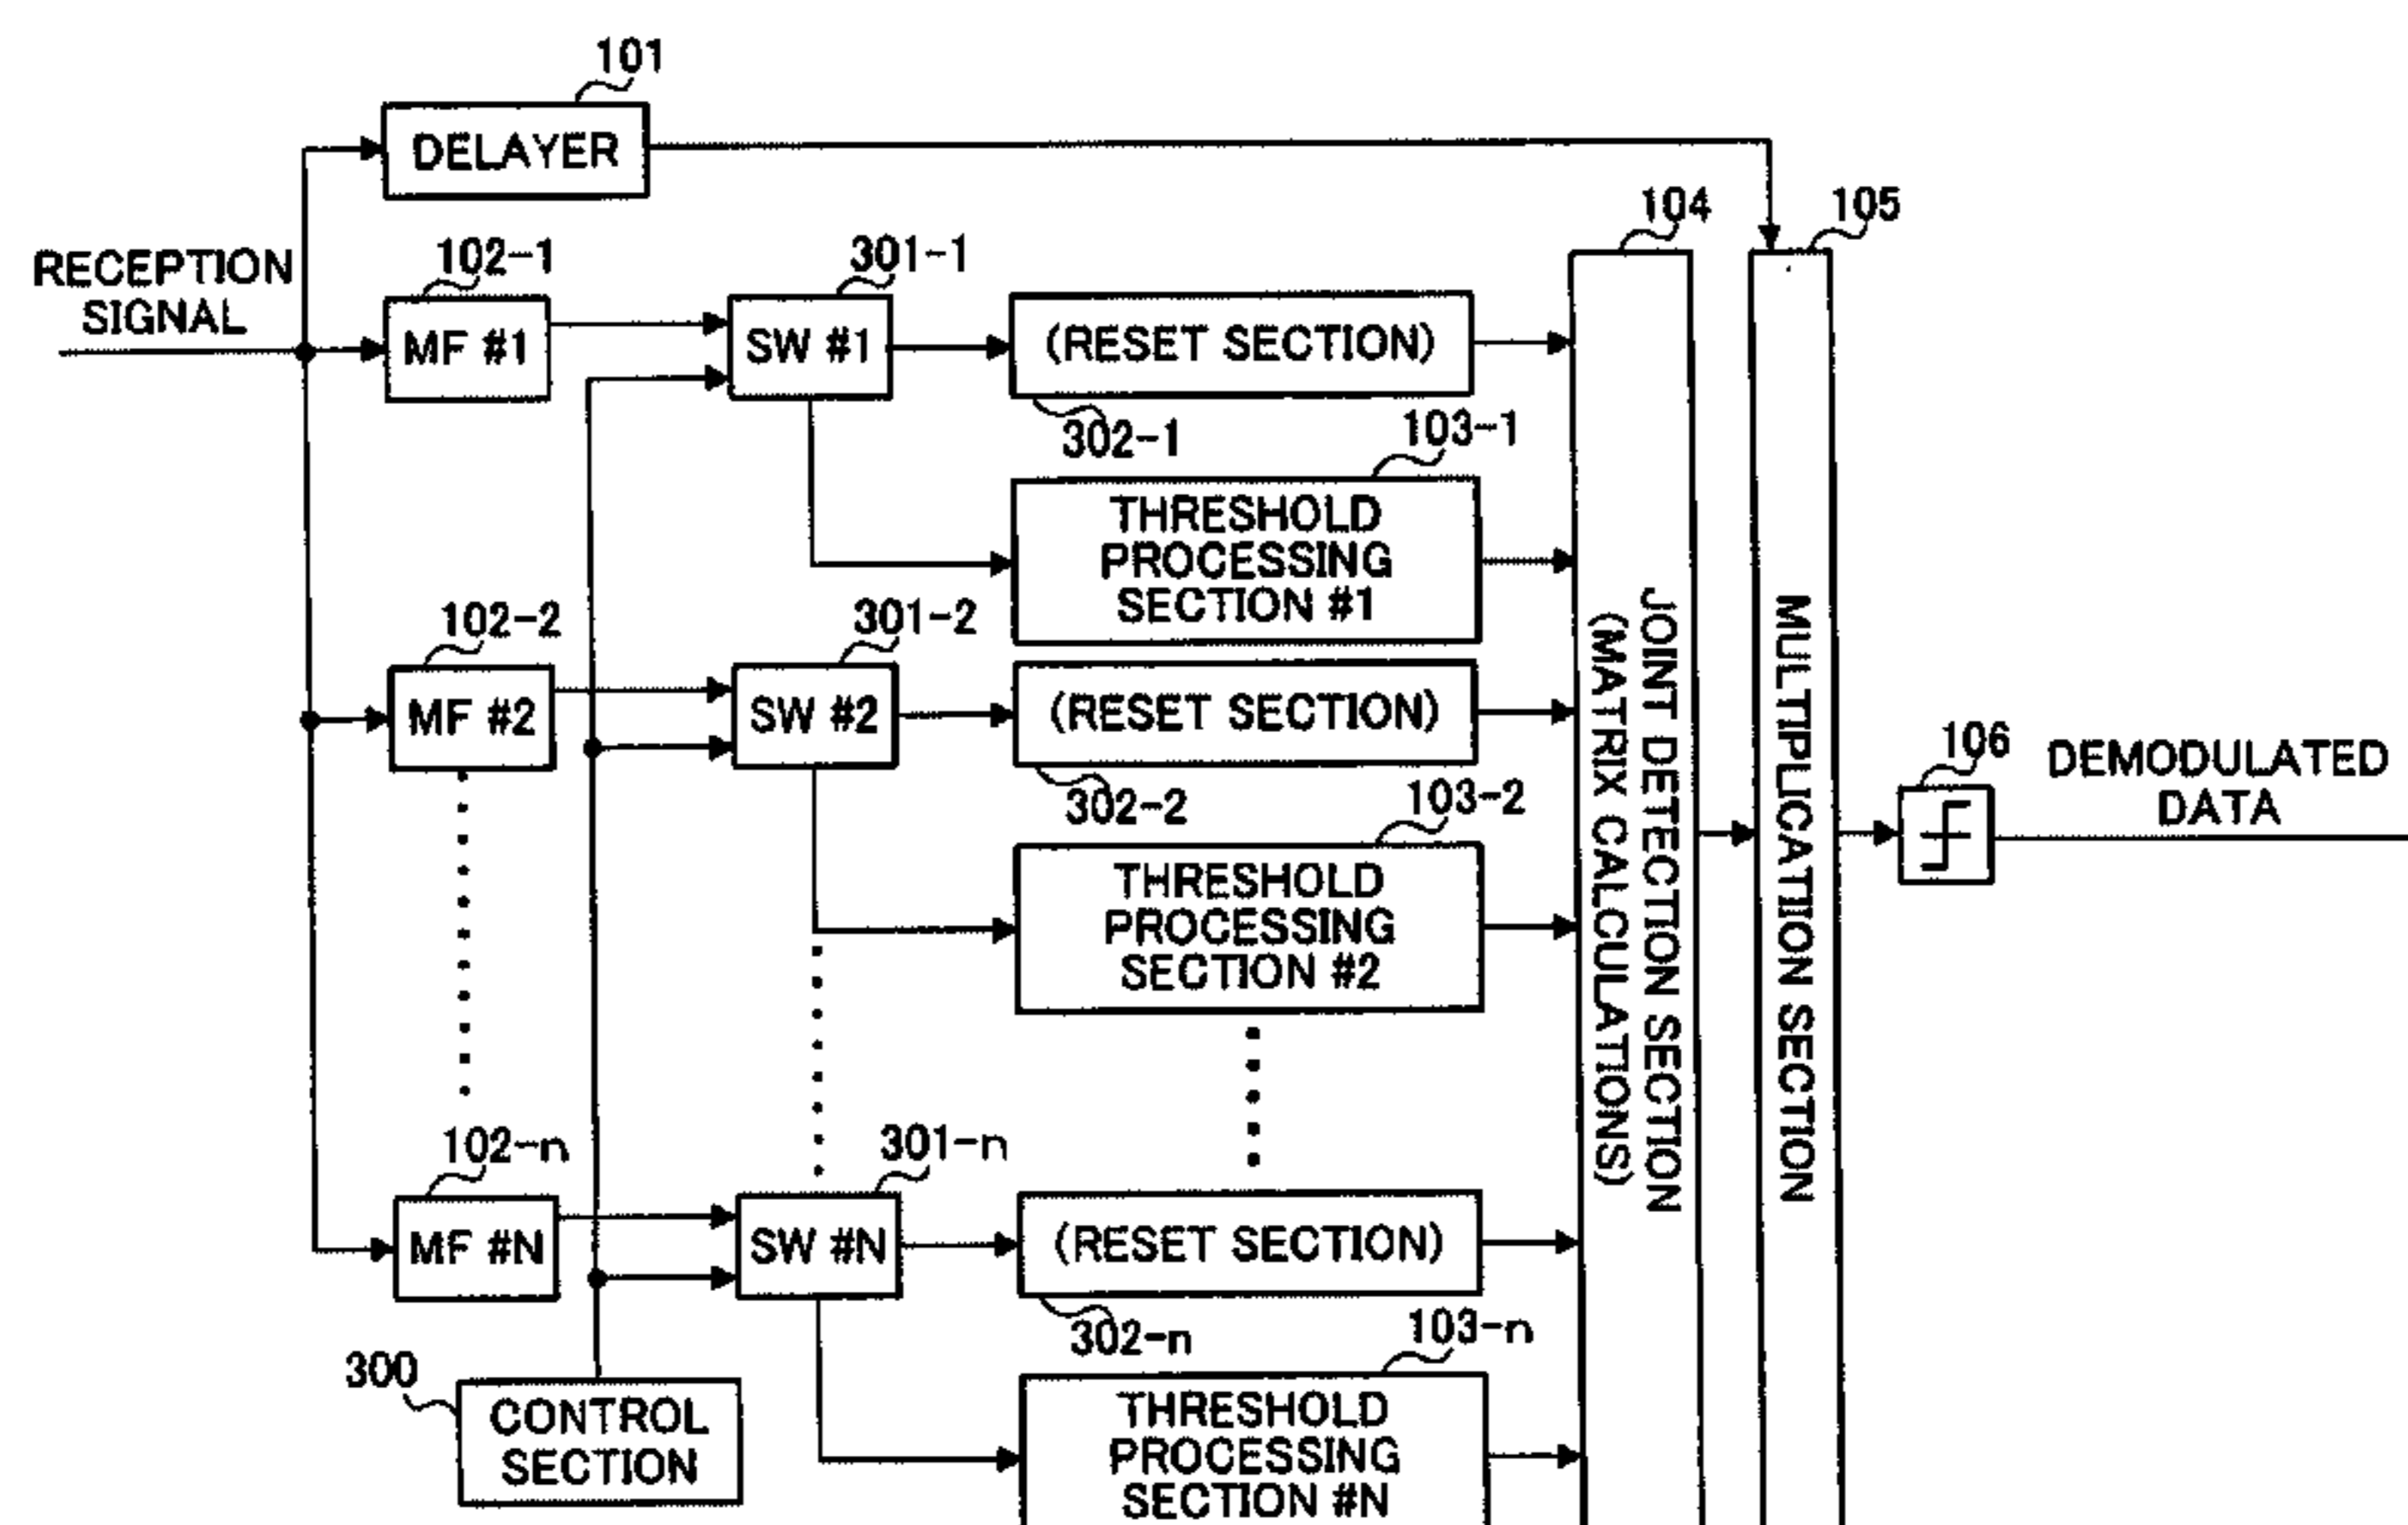 101
DELAYER
104
105
RECEPTION
SIGNAL
102-1
301-1
MF #1
SW #1
(RESET SECTION)
302-1
103-1
THRESHOLD
PROCESSING
SECTION #1
102-2
301-2
MF #2
SW #2
(RESET SECTION)
302-2
103-2
THRESHOLD
PROCESSING
SECTION #2
JOINT DETECTION SECTION
(MATRIX CALCULATIONS)
MULTIPLICATION SECTION
106
DEMODULATED
DATA
102-n
301-n
MF #N
SW #N
(RESET SECTION)
302-n
103-n
300
CONTROL
SECTION
THRESHOLD
PROCESSING
SECTION #N